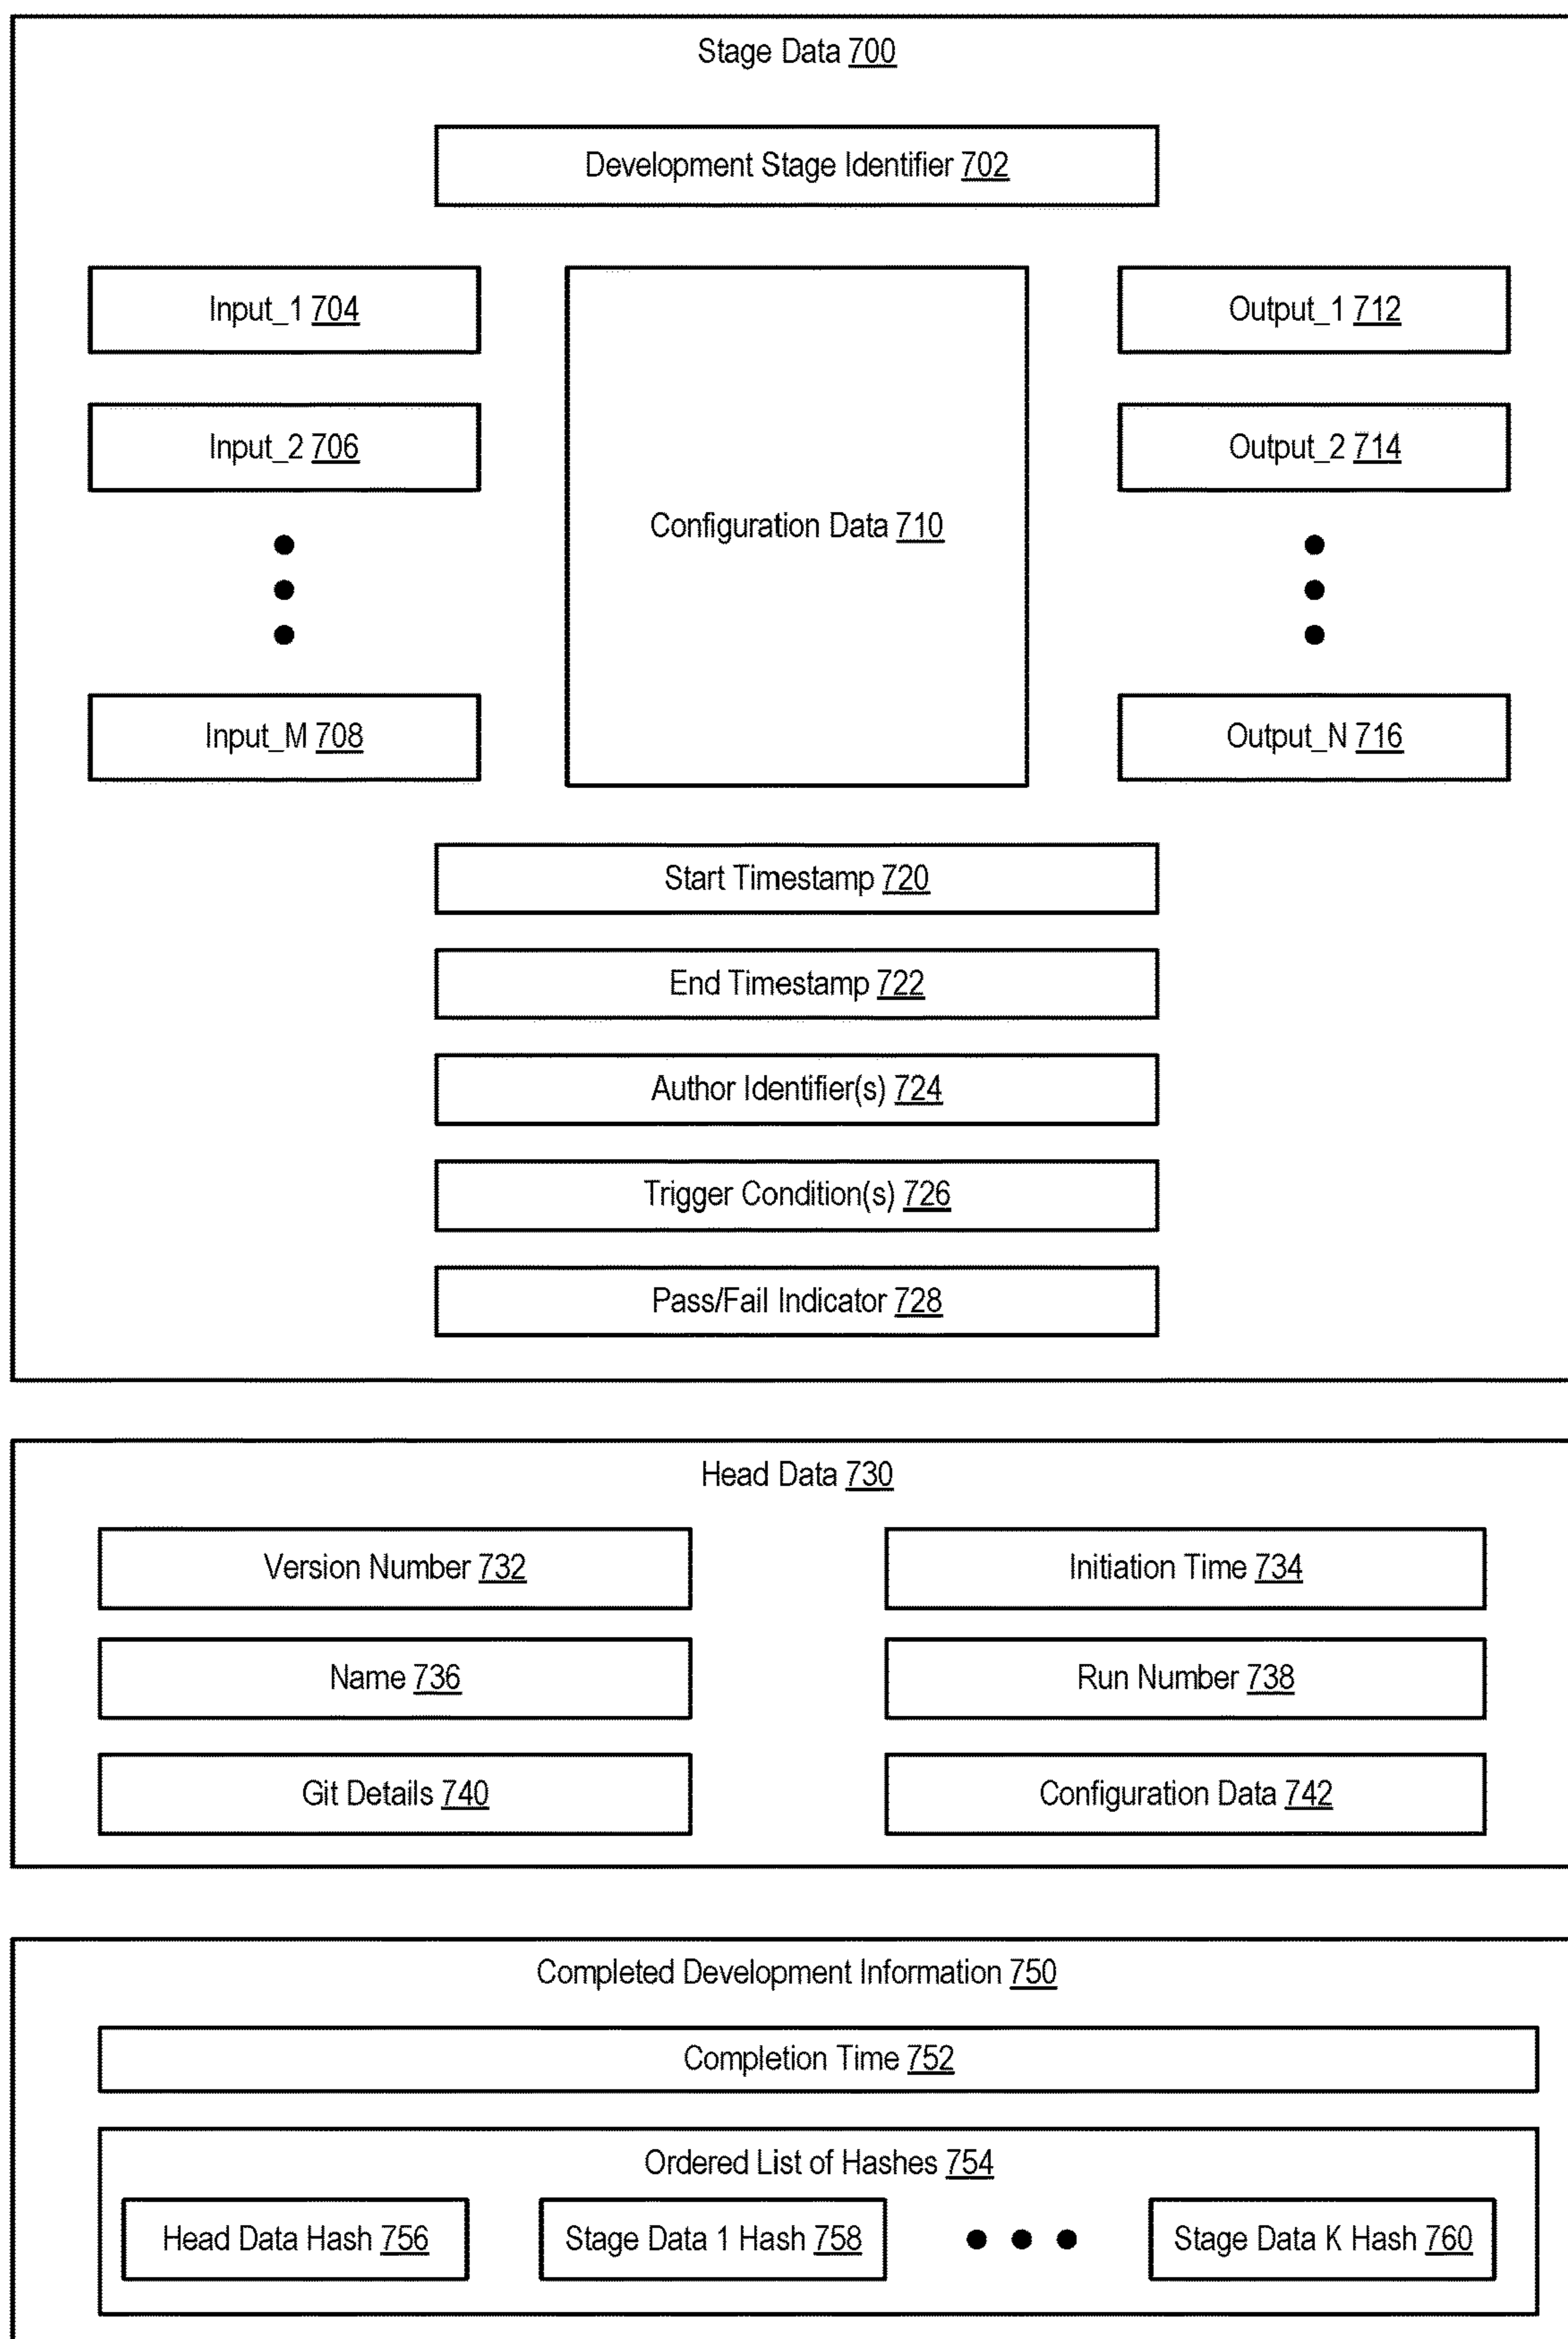 Stage Data 700
Development Stage Identifier 702
Input_1 704
Output_1 712
Input_2 706
Output_2 714
Configuration Data 710
Input_M 708
Output_N 716
Start Timestamp 720
End Timestamp 722
Author Identifier(s) 724
Trigger Condition(s) 726
Pass/Fail Indicator 728
Head Data 730
Version Number 732
Initiation Time 734
Name 736
Run Number 738
Git Details 740
Configuration Data 742
Completed Development Information 750
Completion Time 752
Ordered List of Hashes 754
Head Data Hash 756
Stage Data 1 Hash 758
Stage Data K Hash 760